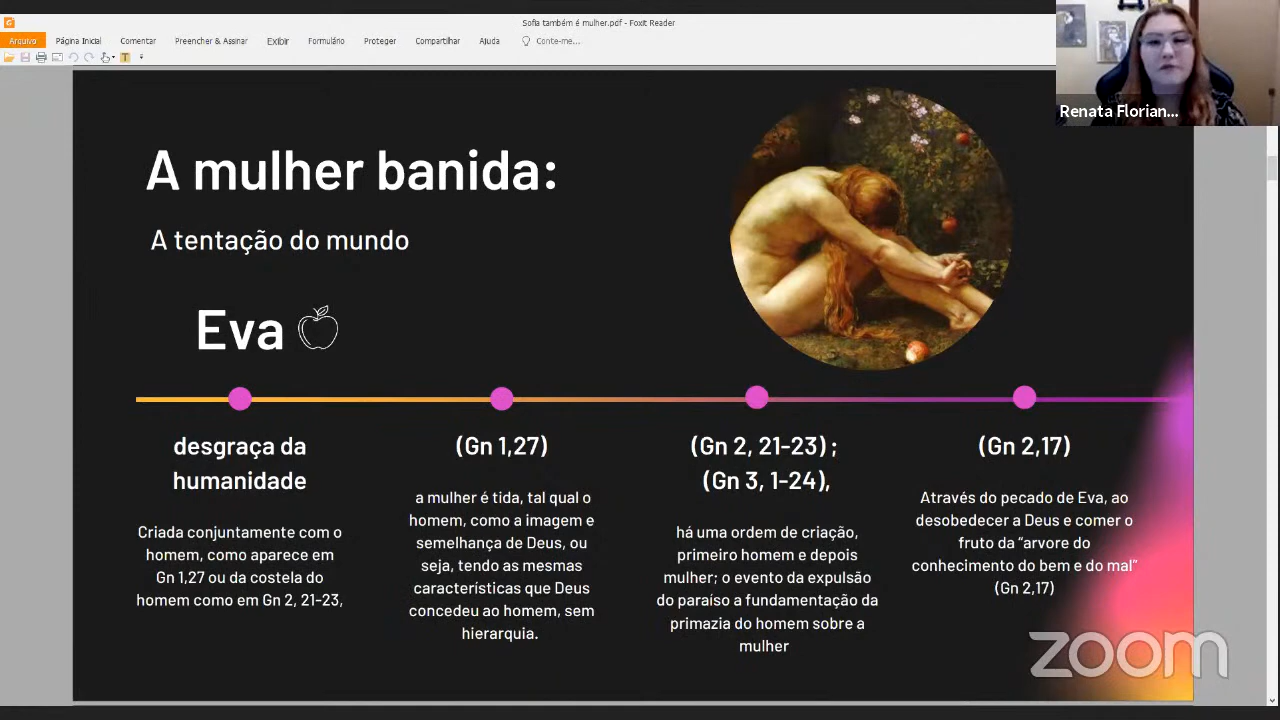 Sofia também é mulher.pdf - Foxit Reader
Arquivo Página Inicial Comentar Preencher & Assinar Exibir Formulário Proteger Compartilhar Ajuda Conte-me...
Renata Florian...
A mulher banida:
A tentação do mundo
Eva
desgraça da
humanidade
Criada conjuntamente com o
homem, como aparece em
Gn 1,27 ou da costela do
homem como em Gn 2, 21-23,
(Gn 1,27)
a mulher é tida, tal qual o
homem, como a imagem e
semelhança de Deus, ou
seja, tendo as mesmas
características que Deus
concedeu ao homem, sem
hierarquia.
(Gn 2, 21-23) ;
(Gn 3, 1-24),
há uma ordem de criação,
primeiro homem e depois
mulher; o evento da expulsão
do paraíso a fundamentação da
primazia do homem sobre a
mulher
(Gn 2,17)
Através do pecado de Eva, ao
desobedecer a Deus e comer o
fruto da “arvore do
conhecimento do bem e do mal”
(Gn 2,17)
zoom